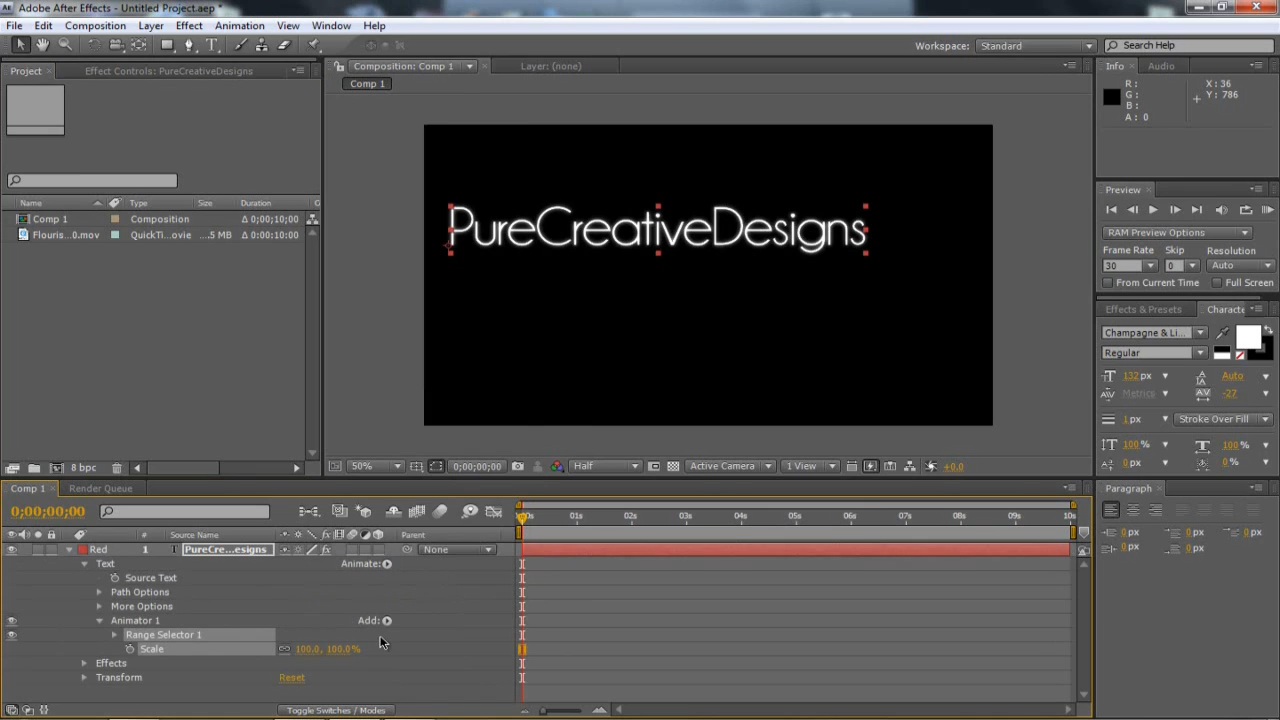 Adobe After Effects - Untitled Project.aep *
File Edit Composition Layer Effect Animation View Window Help
Workspace: Standard Search Help
Project Effect Controls: PureCreativeDesigns
Composition: Comp 1 Layer: (none)
Comp 1
Info Audio
R: X: 36
G: Y: 786
B:
A: 0
PureCreativeDesigns
Preview
RAM Preview Options
Frame Rate Skip Resolution
30 0 Auto
From Current Time Full Screen
Name Type Size Duration
Comp 1 Composition Δ 0;00;10;00
Flouris...0.mov QuickTi...ovie ....5 MB Δ 0:00:10:00
Effects & Presets Characte
Champagne & Li...
Regular
132 px Auto
Metrics -27
1 px Stroke Over Fill
100 % 100 %
0 px 0 %
8 bpc
50% 0;00;00;00 Half Active Camera 1 View +0.0
Comp 1 Render Queue
Paragraph
0;00;00;00
01s 02s 03s 04s 05s 06s 07s 08s 09s 10s
# Source Name Parent
Red 1 T PureCre...esigns fx None
Text Animate:
Source Text
Path Options
More Options
Animator 1 Add:
Range Selector 1
Scale 100.0, 100.0%
Effects
Transform Reset
0 px 0 px 0 px
0 px 0 px
Toggle Switches / Modes